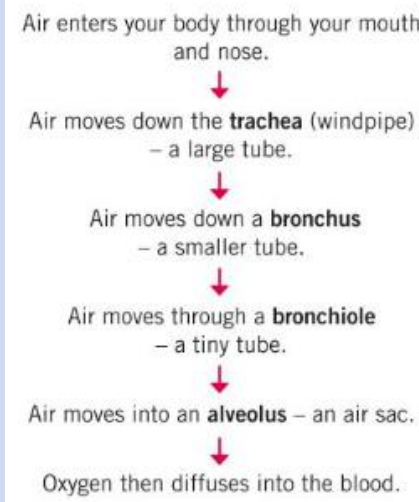 Air enters your body through your mouth
and nose.
Air moves down the trachea (windpipe)
– a large tube.
Air moves down a bronchus
– a smaller tube.
Air moves through a bronchiole
– a tiny tube.
Air moves into an alveolus – an air sac.
Oxygen then diffuses into the blood.